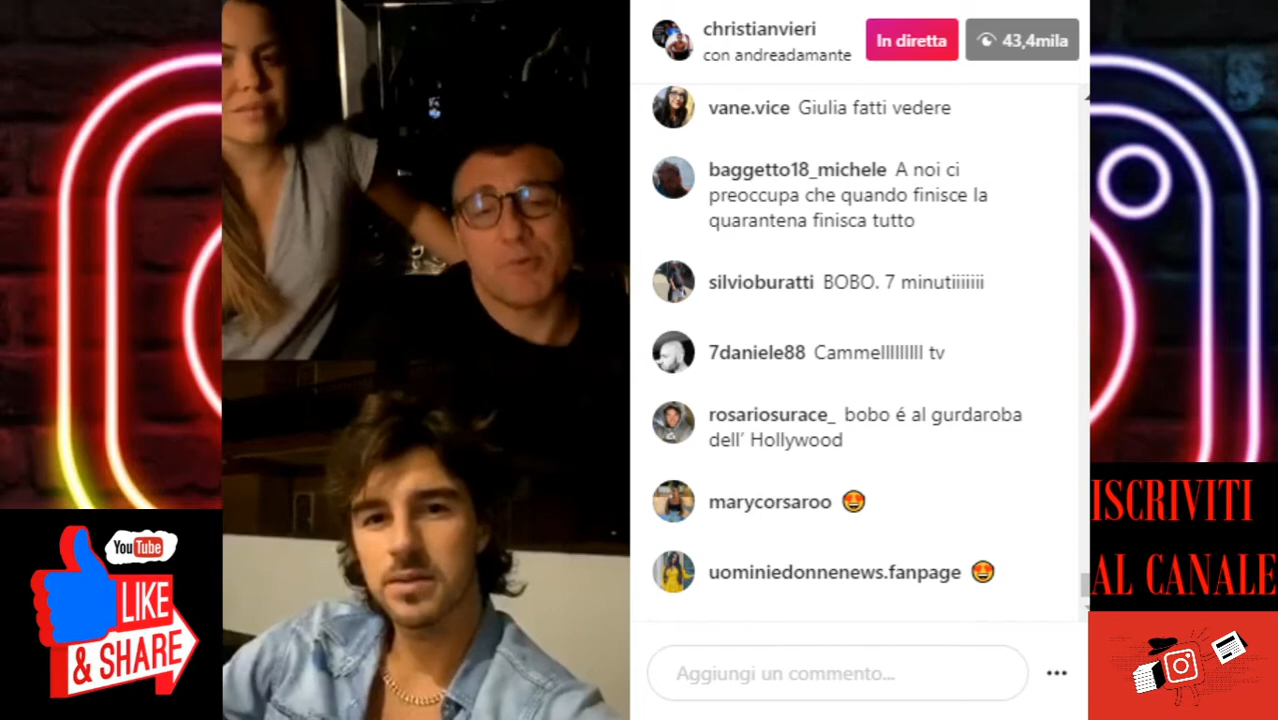 christianvieri
con andreadamante
In diretta
43,4mila
vane.vice Giulia fatti vedere
baggetto18_michele A noi ci
preoccupa che quando finisce la
quarantena finisca tutto
silvioburatti BOBO. 7 minutiiiiiii
7daniele88 Cammelllllllll tv
rosariosurace_ bobo é al gurdaroba
dell' Hollywood
marycorsaroo 🤩
uominiedonnenews.fanpage 🤩
Aggiungi un commento...
YouTube
LIKE
& SHARE
ISCRIVITI
AL CANALE